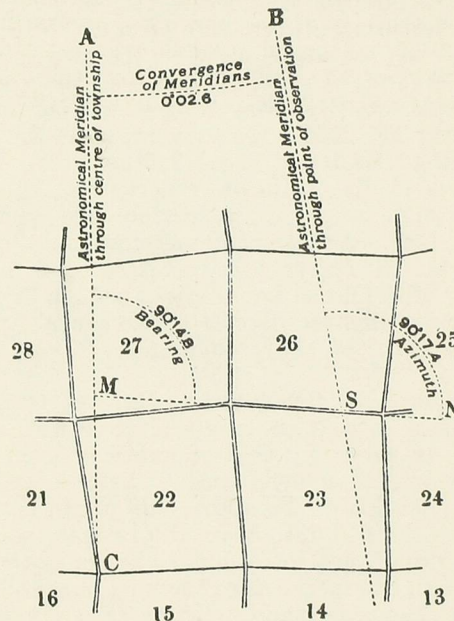 B
A
Convergence
of Meridians
0°02.6
Astronomical Meridian
through centre of township
Astronomical Meridian
through point of observation
90°14.8
Bearing
90°17.4
Azimuth
28
27
26
25
M
S
N
21
22
23
24
C
16
15
14
13